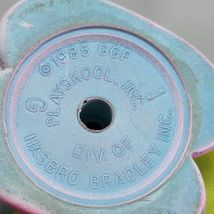 ©1985 GGP
PLAYSKOOL, INC.
DIV. OF
HASBRO BRADLEY INC.